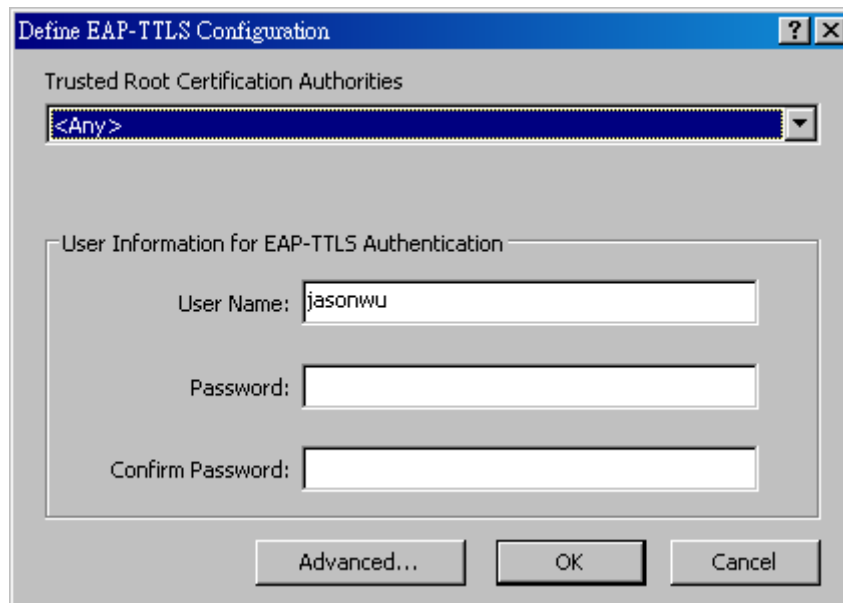 Define EAP-TTLS Configuration
Trusted Root Certification Authorities
<Any>
User Information for EAP-TTLS Authentication
User Name: jasonwu
Password:
Confirm Password:
Advanced... OK Cancel